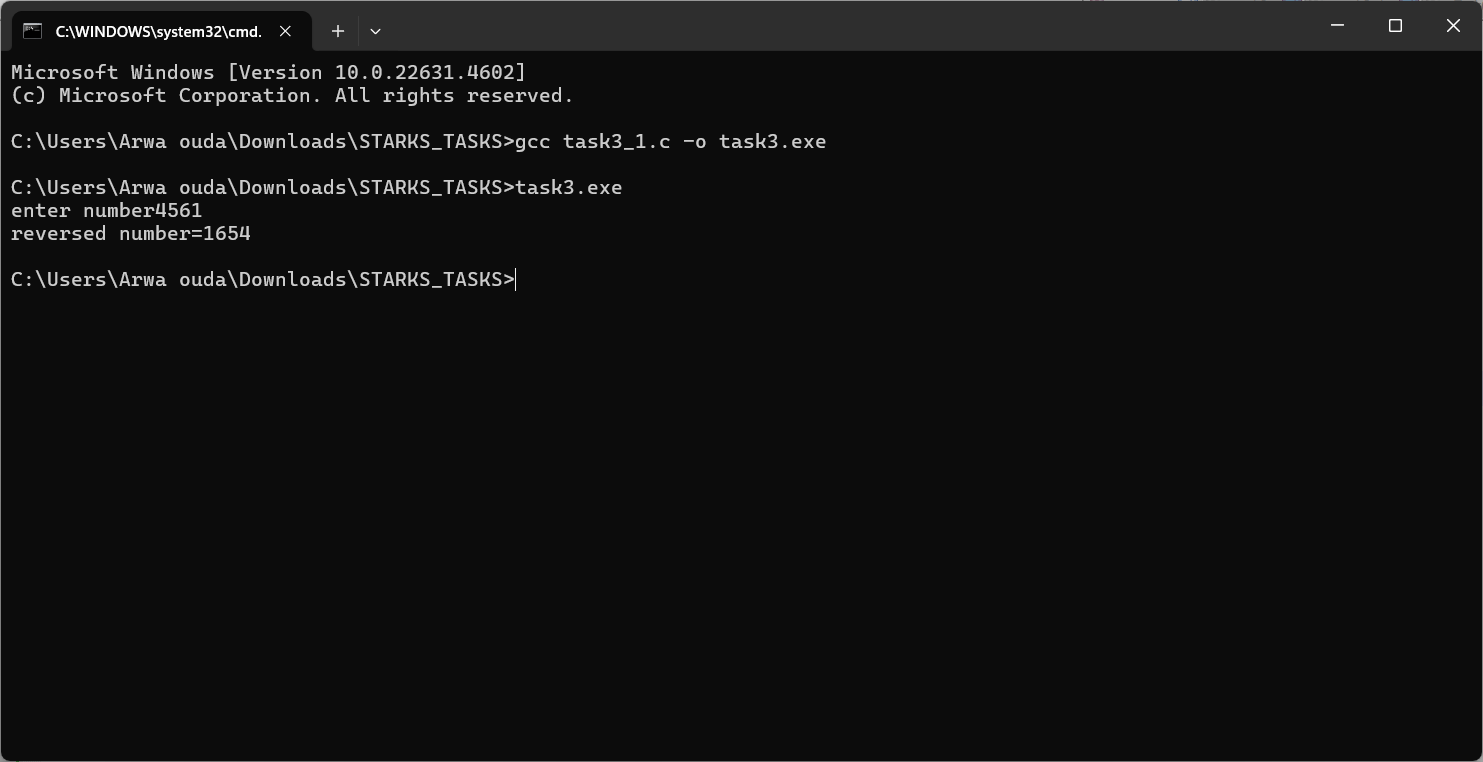 C:\WINDOWS\system32\cmd.
Microsoft Windows [Version 10.0.22631.4602]
(c) Microsoft Corporation. All rights reserved.
C:\Users\Arwa ouda\Downloads\STARKS_TASKS>gcc task3_1.c -o task3.exe
C:\Users\Arwa ouda\Downloads\STARKS_TASKS>task3.exe
enter number4561
reversed number=1654
C:\Users\Arwa ouda\Downloads\STARKS_TASKS>